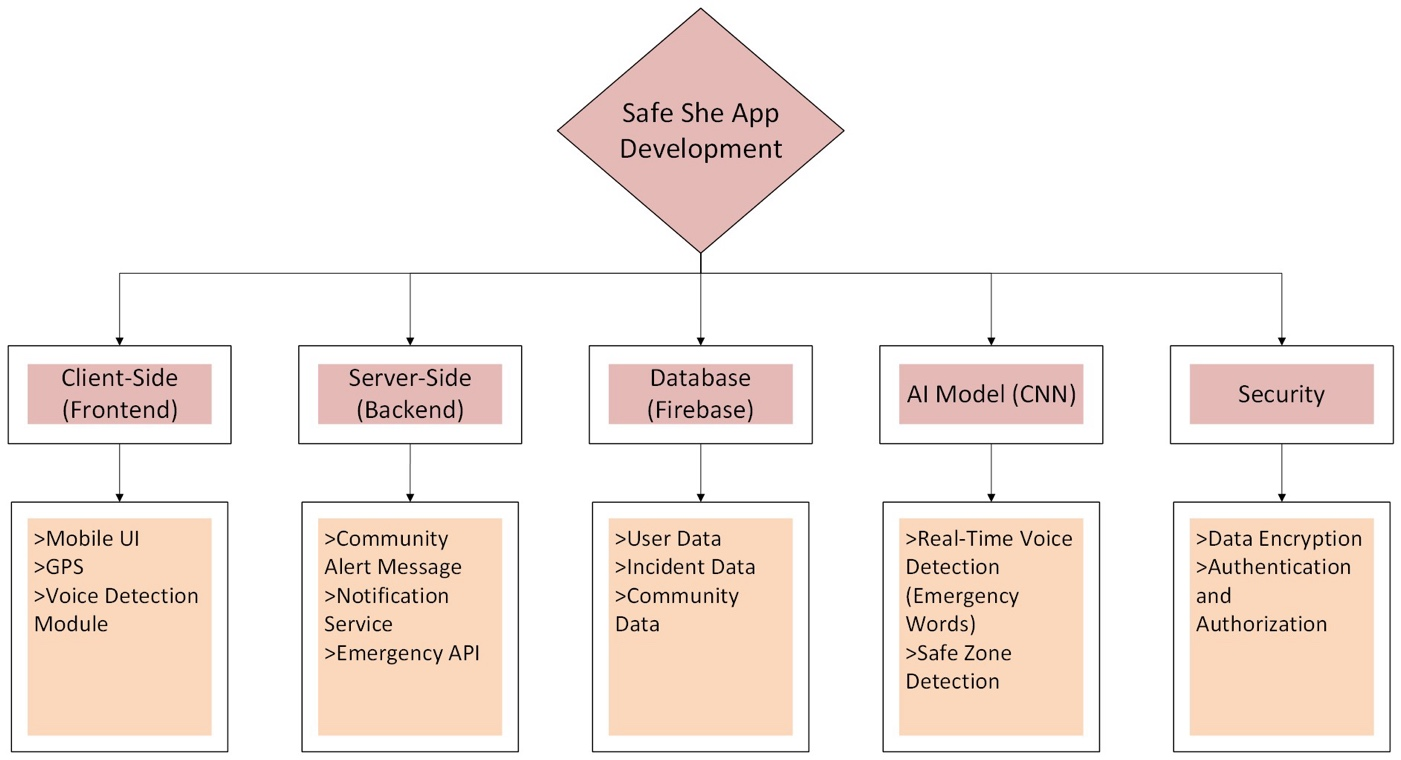 Safe She App
Development
Client-Side
(Frontend)
Server-Side
(Backend)
Database
(Firebase)
AI Model (CNN)
Security
>Mobile UI
>GPS
>Voice Detection
Module
>Community
Alert Message
>Notification
Service
>Emergency API
>User Data
>Incident Data
>Community
Data
>Real-Time Voice
Detection
(Emergency
Words)
>Safe Zone
Detection
>Data Encryption
>Authentication
and
Authorization